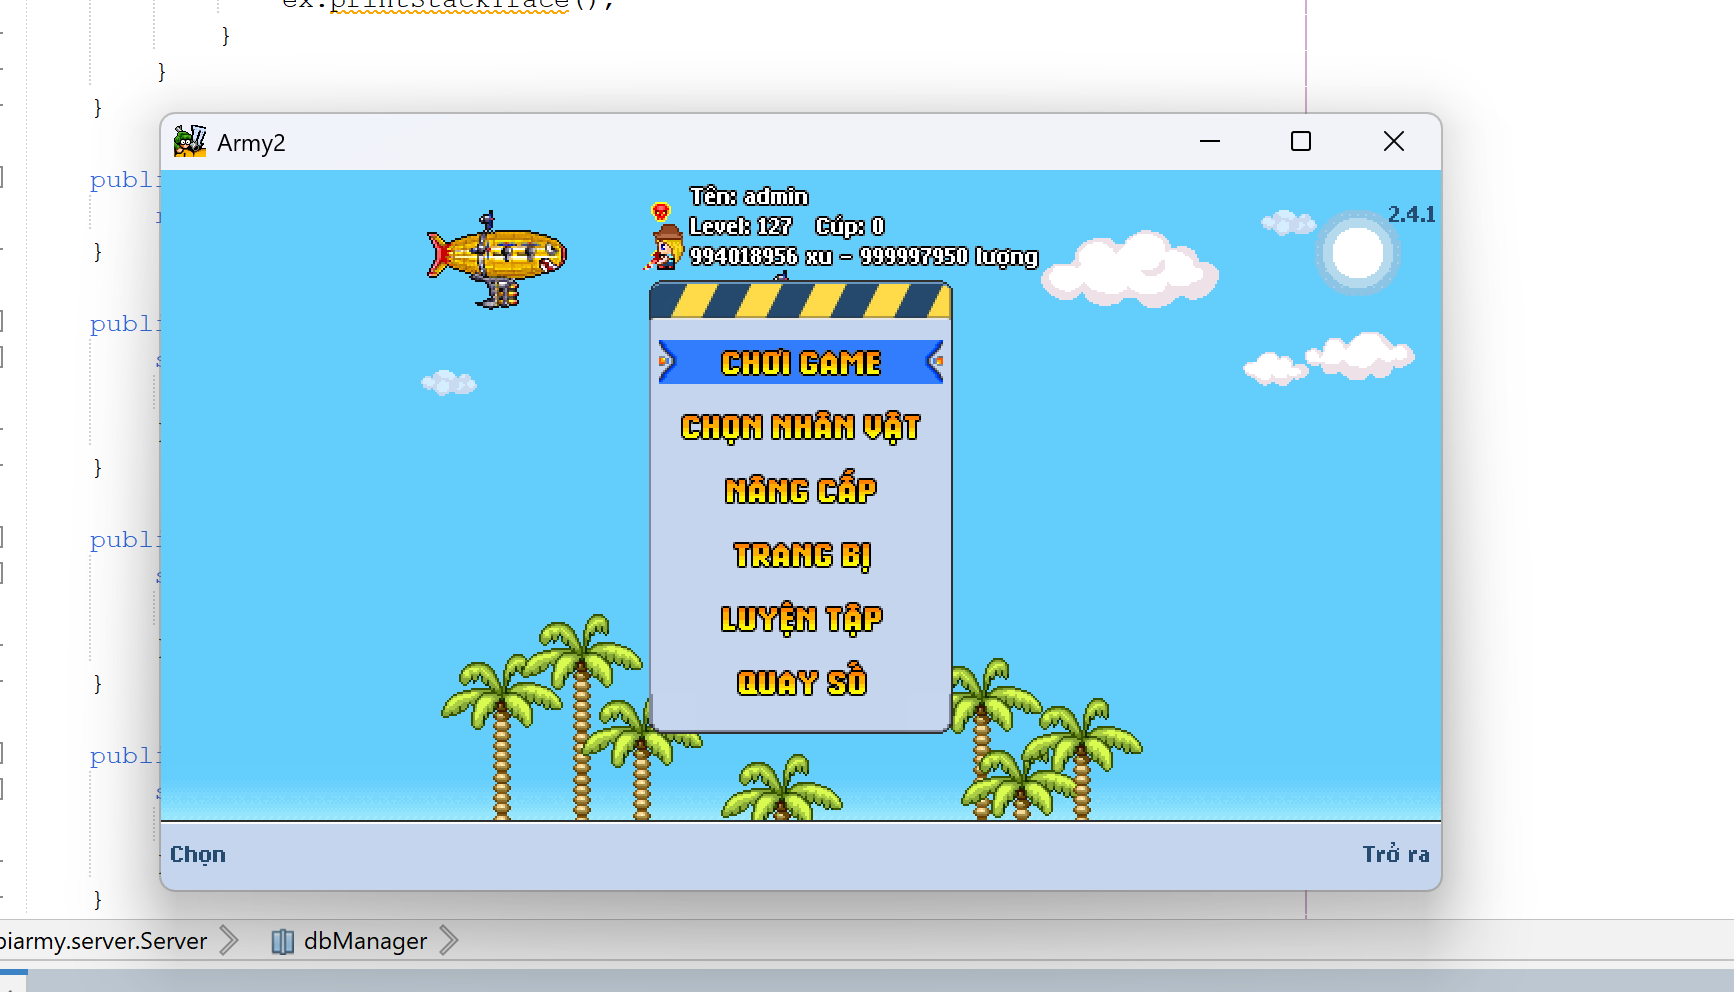 ex.printStackTrace();
}
}
}
Army2
publi
Tên: admin
Level: 127 Cúp: 0
994018956 xu - 999997950 lượng
2.4.1
}
publi
CHƠI GAME
CHỌN NHÂN VẬT
}
NÂNG CẤP
publi
TRANG BỊ
LUYỆN TẬP
}
QUAY SỐ
publi
Chọn
Trở ra
}
biarmy.server.Server
dbManager